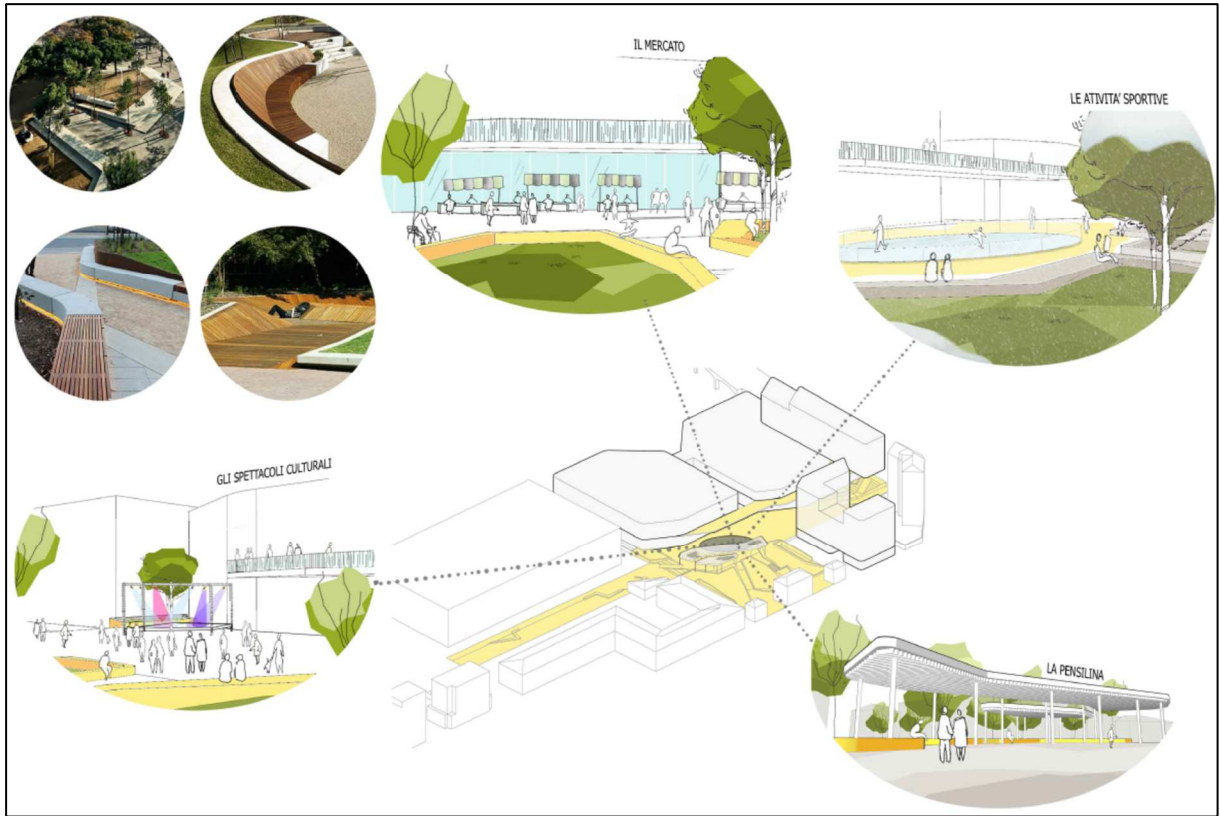 IL MERCATO
LE ATIVITA' SPORTIVE
GLI SPETTACOLI CULTURALI
LA PENSILINA